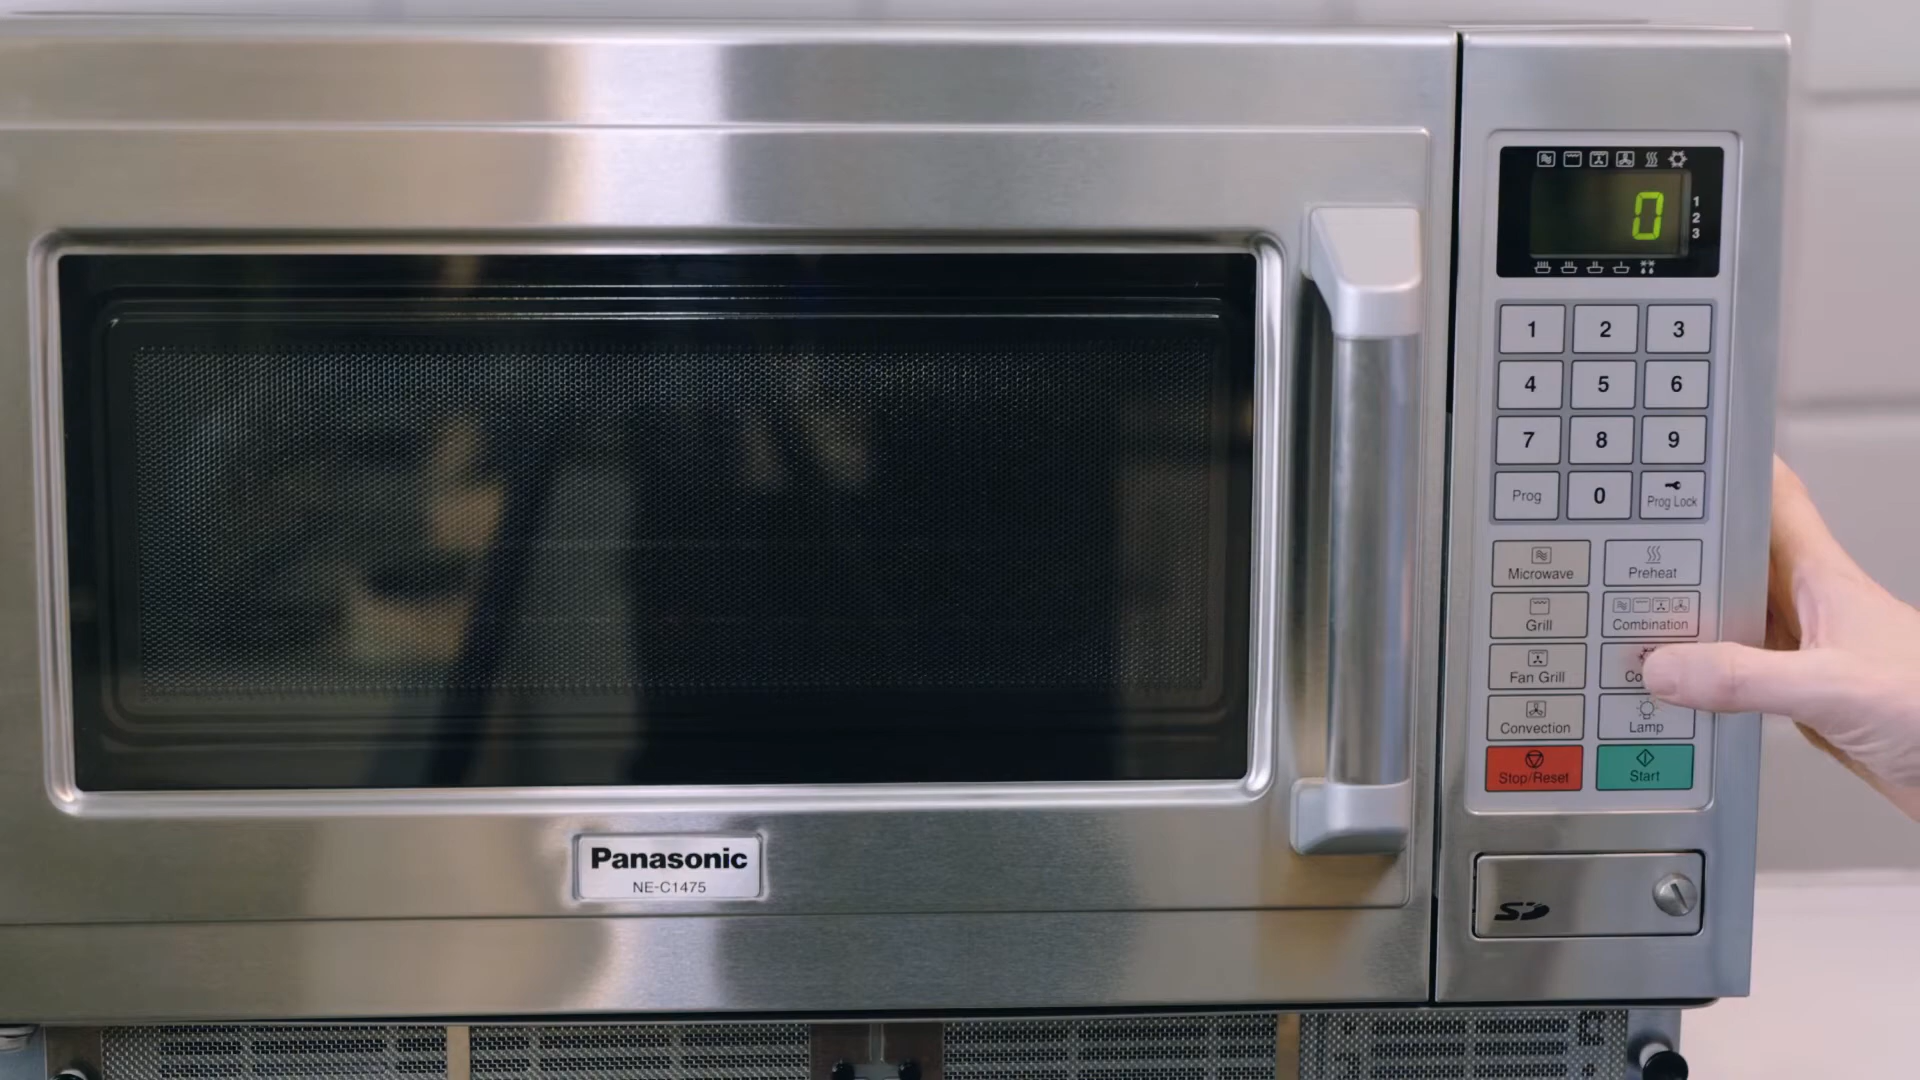 0
1
2
3
1 2 3
4 5 6
7 8 9
Prog 0 Prog Lock
Microwave Preheat
Grill Combination
Fan Grill Co
Convection Lamp
Stop/Reset Start
Panasonic
NE-C1475
SD